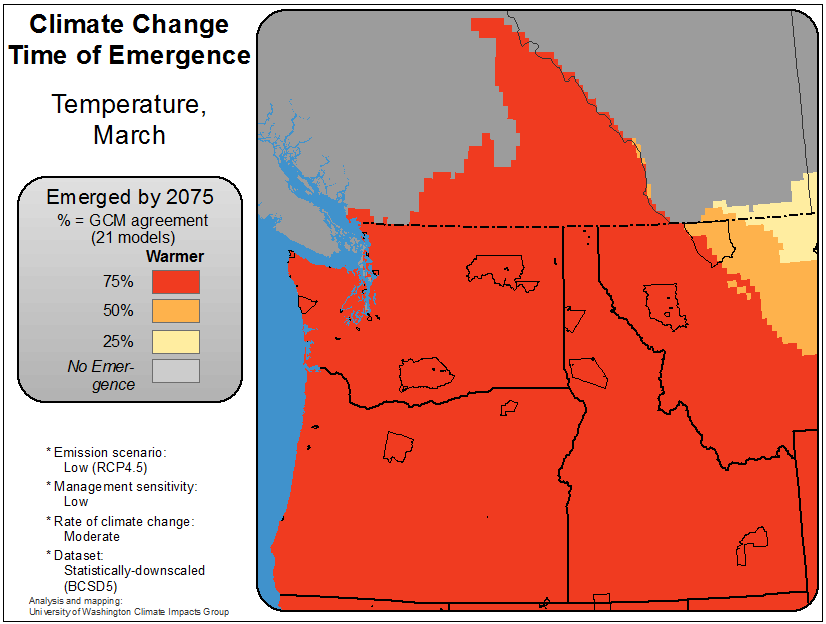 Climate Change
Time of Emergence
Temperature,
March
Emerged by 2075
% = GCM agreement
(21 models)
Warmer
75%
50%
25%
No Emer-
gence
* Emission scenario:
Low (RCP4.5)
* Management sensitivity:
Low
* Rate of climate change:
Moderate
* Dataset:
Statistically-downscaled
(BCSD5)
Analysis and mapping:
University of Washington Climate Impacts Group